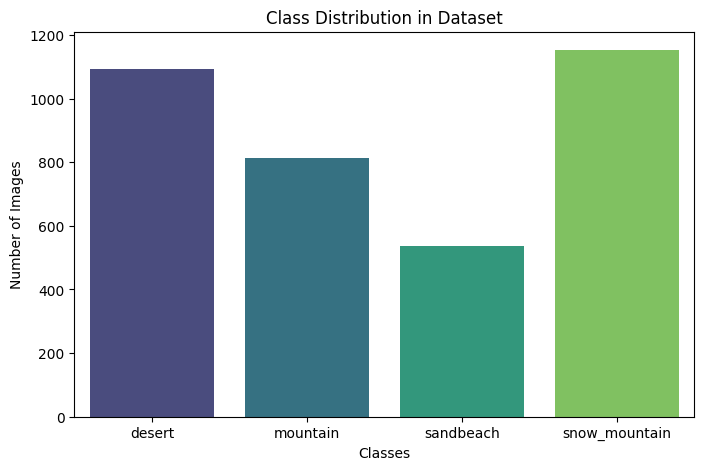 Class Distribution in Dataset
Number of Images
1200
1000
800
600
400
200
0
desert mountain sandbeach snow_mountain
Classes